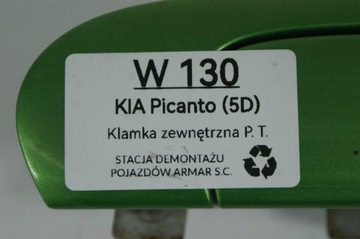 W 130
KIA Picanto (5D)
Klamka zewnętrzna P. T.
STACJA DEMONTAŻU
POJAZDÓW ARMAR S.C.